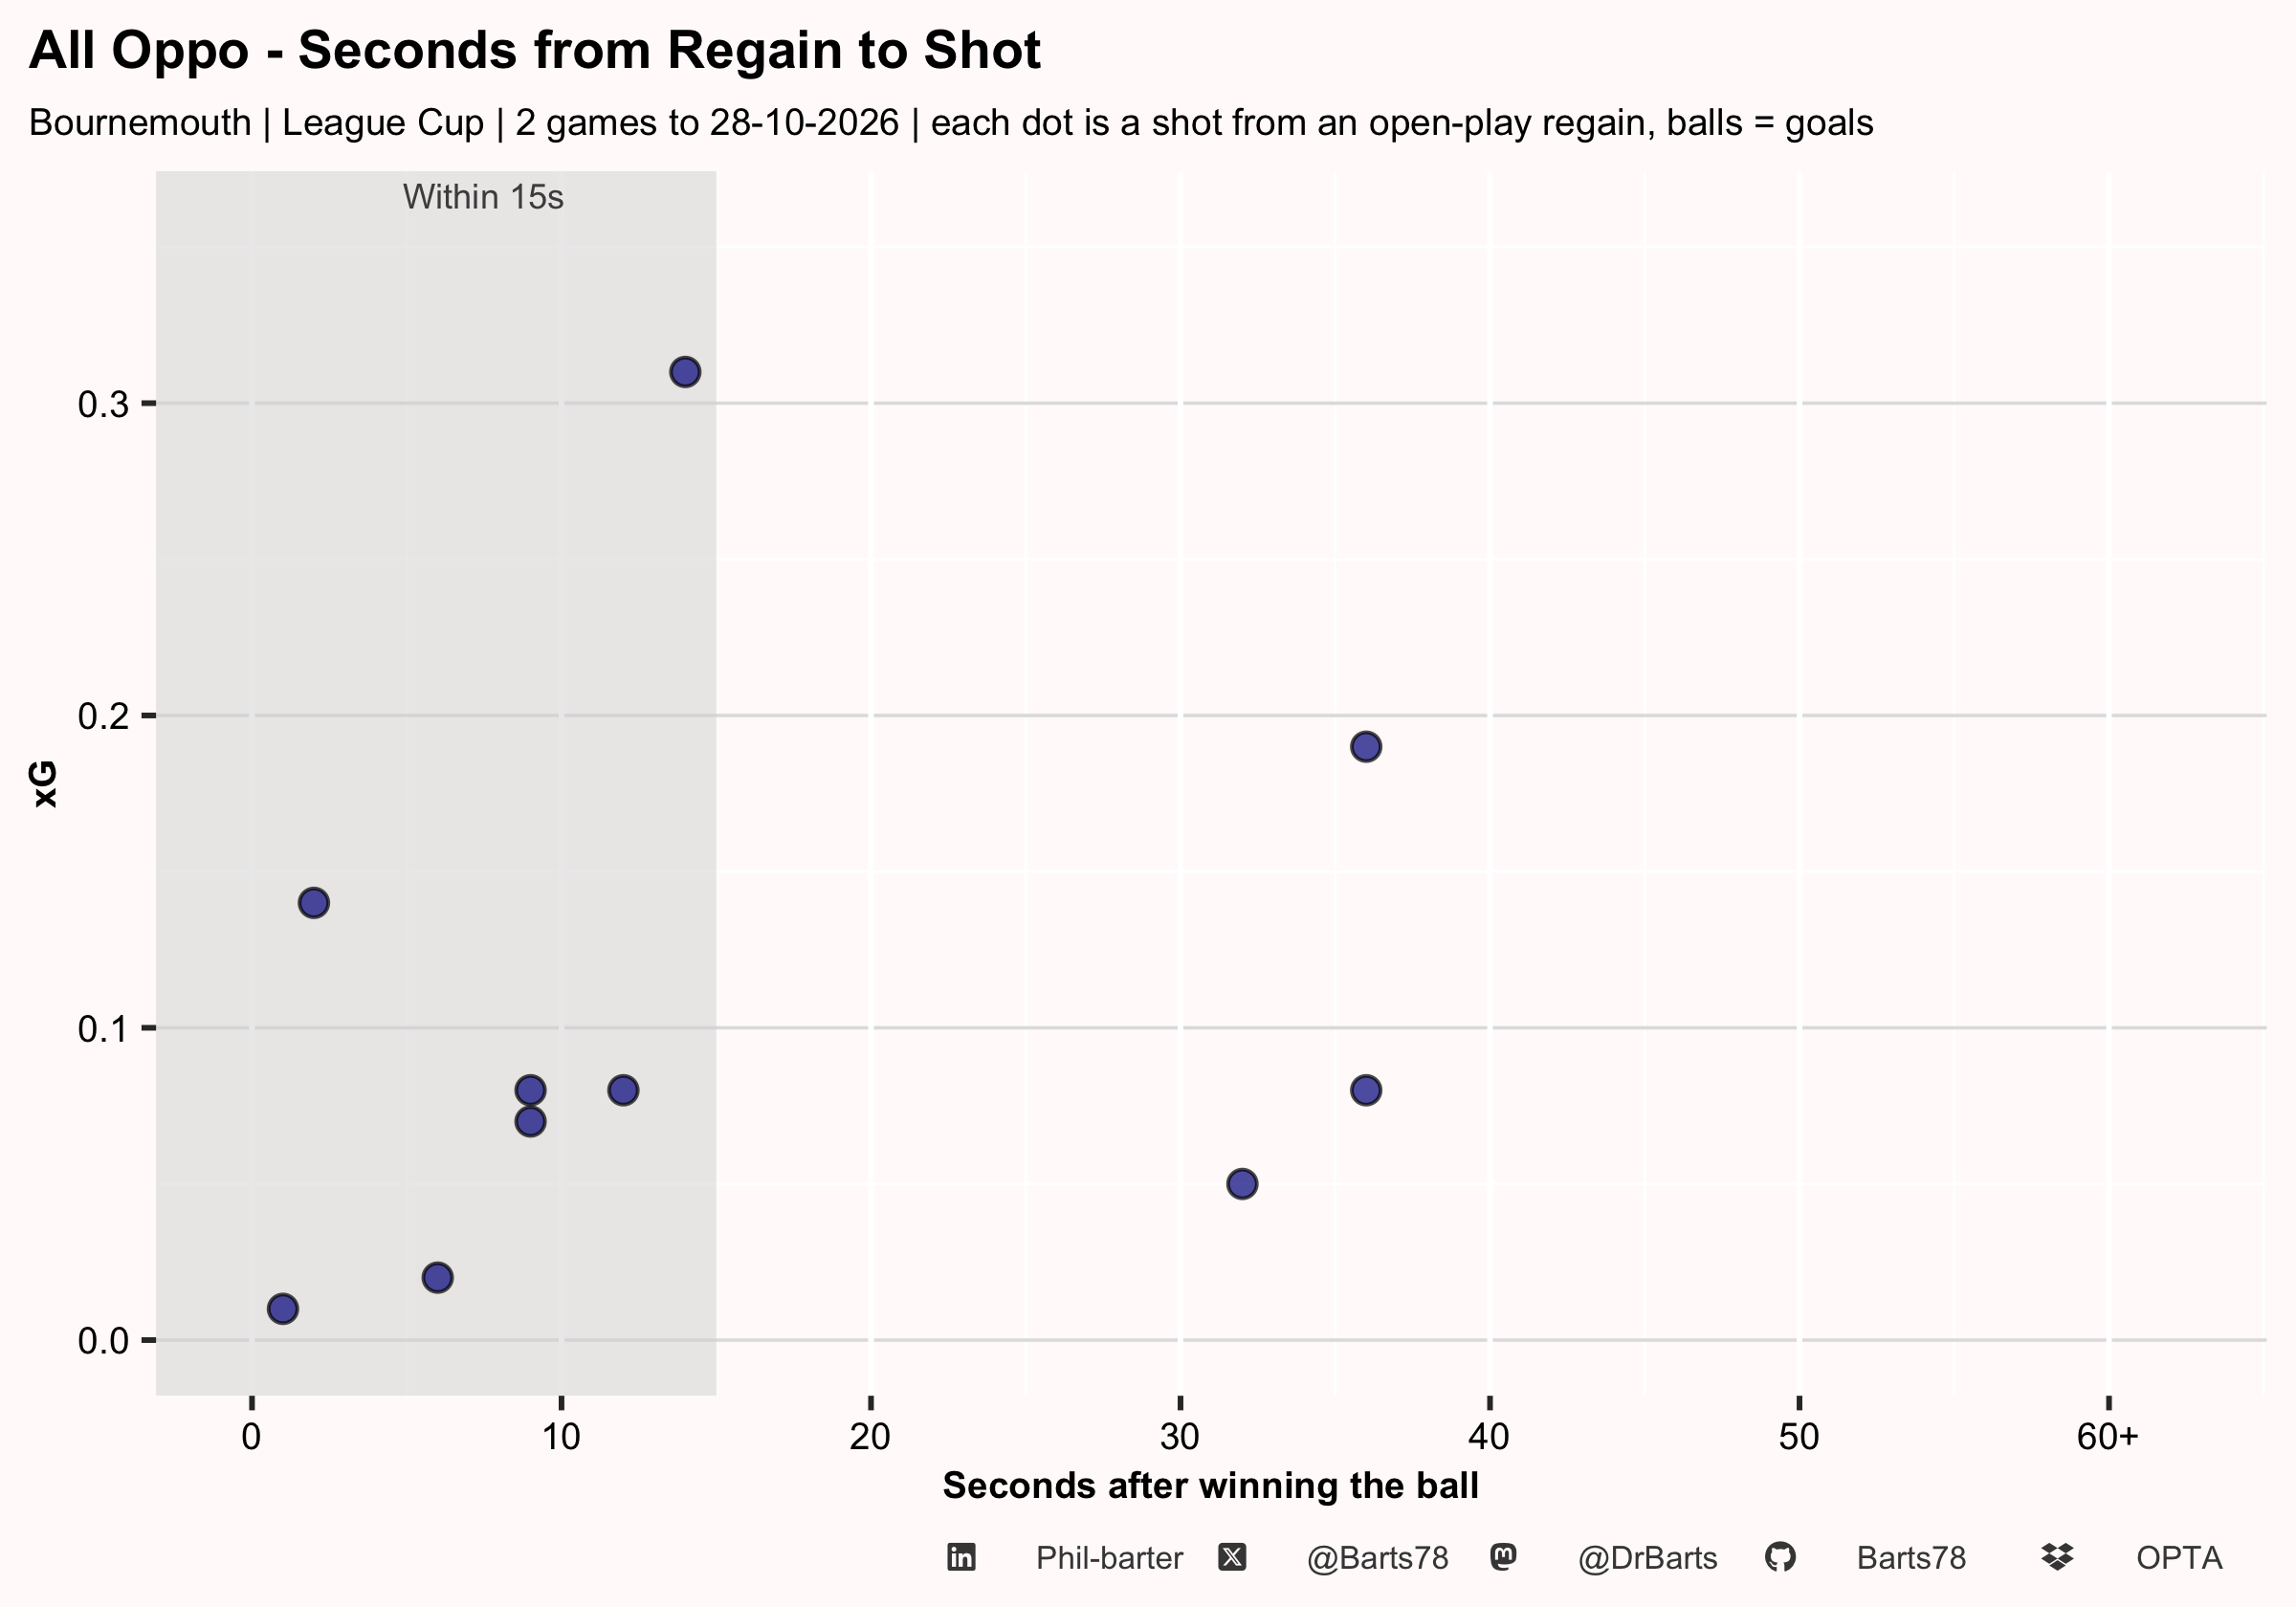 All Oppo - Seconds from Regain to Shot
Bournemouth | League Cup | 2 games to 28-10-2026 | each dot is a shot from an open-play regain, balls = goals
Within 15s
0.3
0.2
xG
0.1
0.0
0 10 20 30 40 50 60+
Seconds after winning the ball
Phil-barter @Barts78 @DrBarts Barts78 OPTA